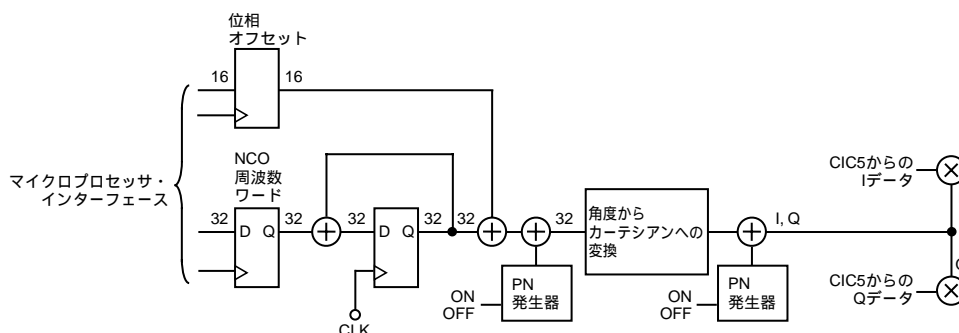 位相
オフセット
16
16
マイクロプロセッサ・
インターフェース
NCO
周波数
ワード
32
D Q
32
32
D Q
32
32
32
CLK
PN
発生器
ON
OFF
角度から
カーテシアンへの
変換
I, Q
PN
発生器
ON
OFF
CIC5からの
Iデータ
CIC5からの
Qデータ